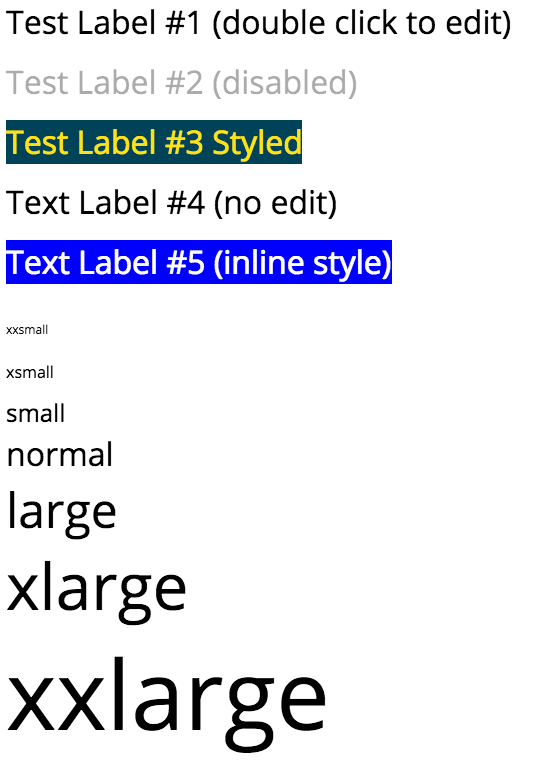 Test Label #1 (double click to edit)
Test Label #2 (disabled)
Test Label #3 Styled
Text Label #4 (no edit)
Text Label #5 (inline style)
xxsmall
xsmall
small
normal
large
xlarge
xxlarge